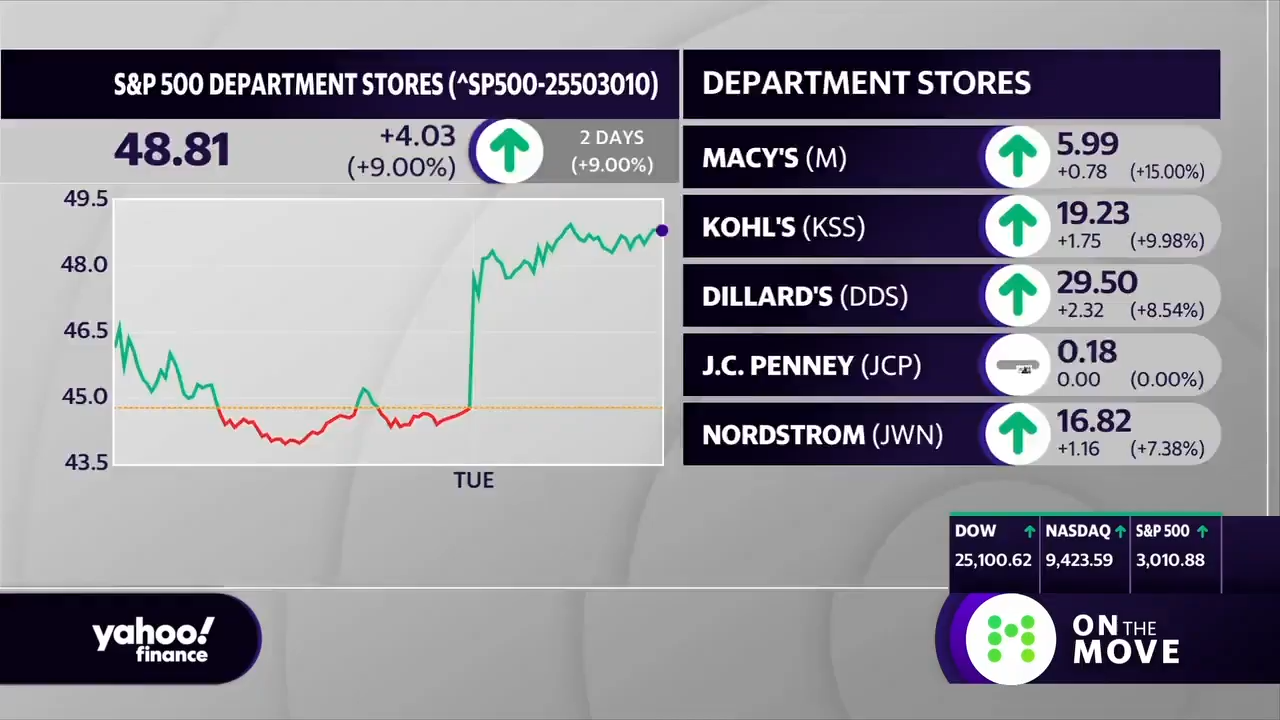 S&P 500 DEPARTMENT STORES (^SP500-25503010)
48.81
+4.03
(+9.00%)
2 DAYS
(+9.00%)
49.5
48.0
46.5
45.0
43.5
TUE
DEPARTMENT STORES
MACY'S (M)
5.99
+0.78 (+15.00%)
KOHL'S (KSS)
19.23
+1.75 (+9.98%)
DILLARD'S (DDS)
29.50
+2.32 (+8.54%)
J.C. PENNEY (JCP)
0.18
0.00 (0.00%)
NORDSTROM (JWN)
16.82
+1.16 (+7.38%)
DOW NASDAQ S&P 500
25,100.62 9,423.59 3,010.88
yahoo!
finance
ON THE
MOVE